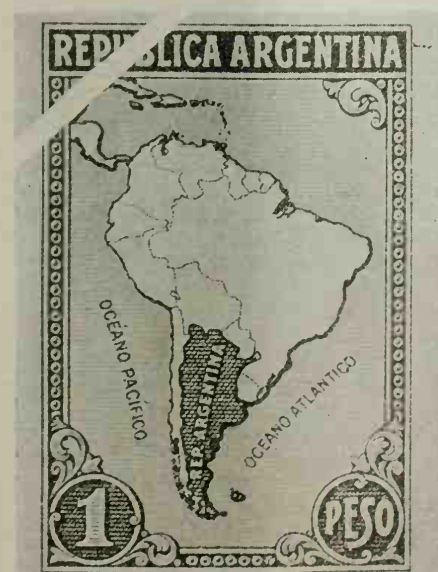 REPUBLICA ARGENTINA
OCÉANO PACÍFICO
REP. ARGENTINA
OCEANO ATLANTICO
1
PESO